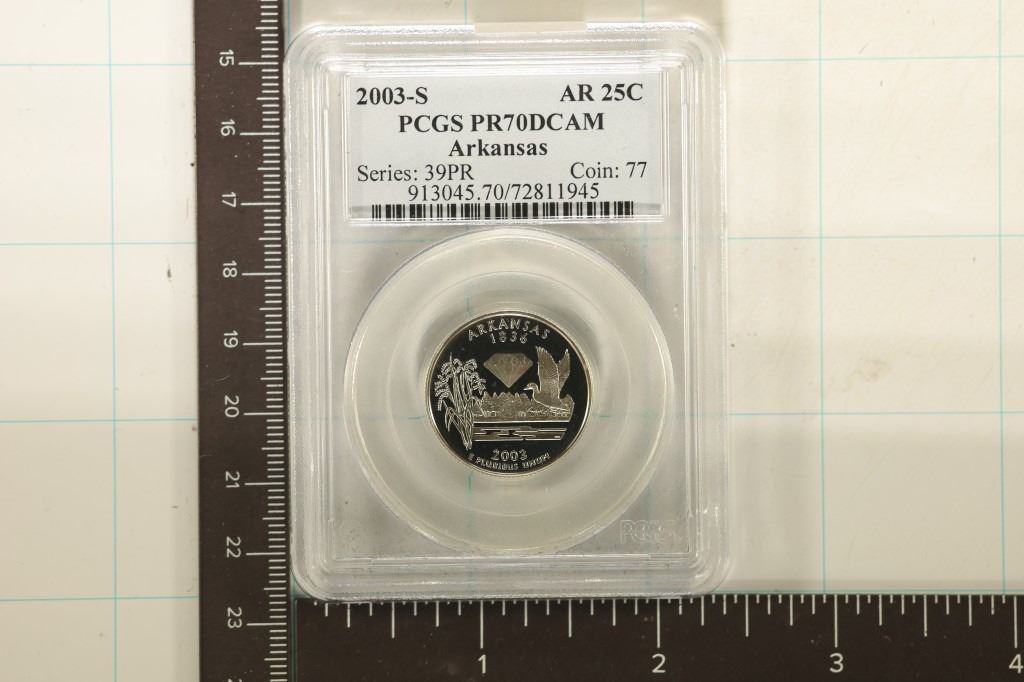 2003-S AR 25C
PCGS PR70DCAM
Arkansas
Series: 39PR Coin: 77
913045.70/72811945
ARKANSAS
1836
2003
E PLURIBUS UNUM
PCGS
15
16
17
18
19
20
21
22
23
1 2 3 4